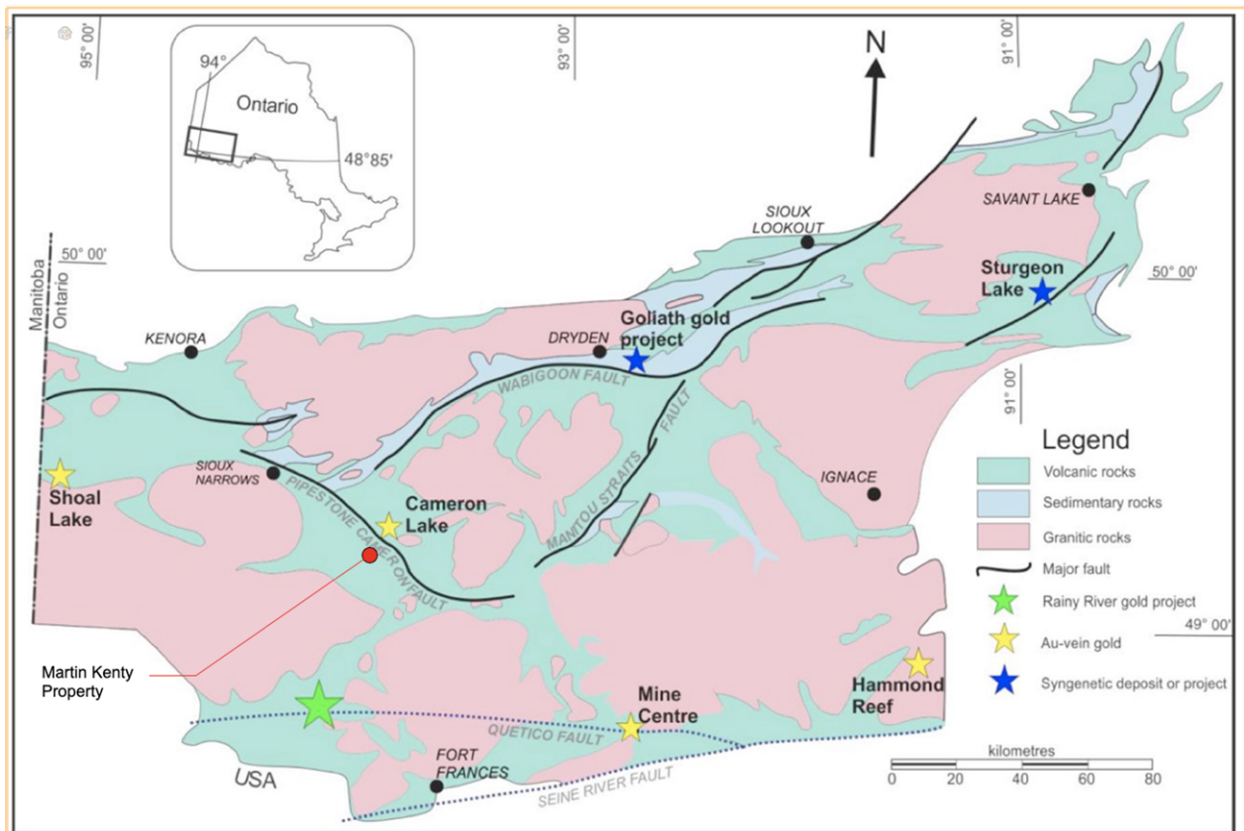 95° 00'
93° 00'
91° 00'
94°
Ontario
48°85'
N
SAVANT LAKE
SIOUX
LOOKOUT
Manitoba
Ontario
50° 00'
Sturgeon
Lake
50° 00'
KENORA
DRYDEN
Goliath gold
project
WABIGOON FAULT
91° 00'
MANITOU STRAITS FAULT
Legend
Volcanic rocks
Sedimentary rocks
Granitic rocks
Major fault
Rainy River gold project
Au-vein gold
Syngenetic deposit or project
SIOUX
NARROWS
IGNACE
Shoal
Lake
PIPESTONE CAMERON FAULT
Cameron
Lake
49° 00'
Martin Kenty
Property
Hammond
Reef
Mine
Centre
QUETICO FAULT
FORT
FRANCES
USA
SEINE RIVER FAULT
kilometres
0 20 40 60 80